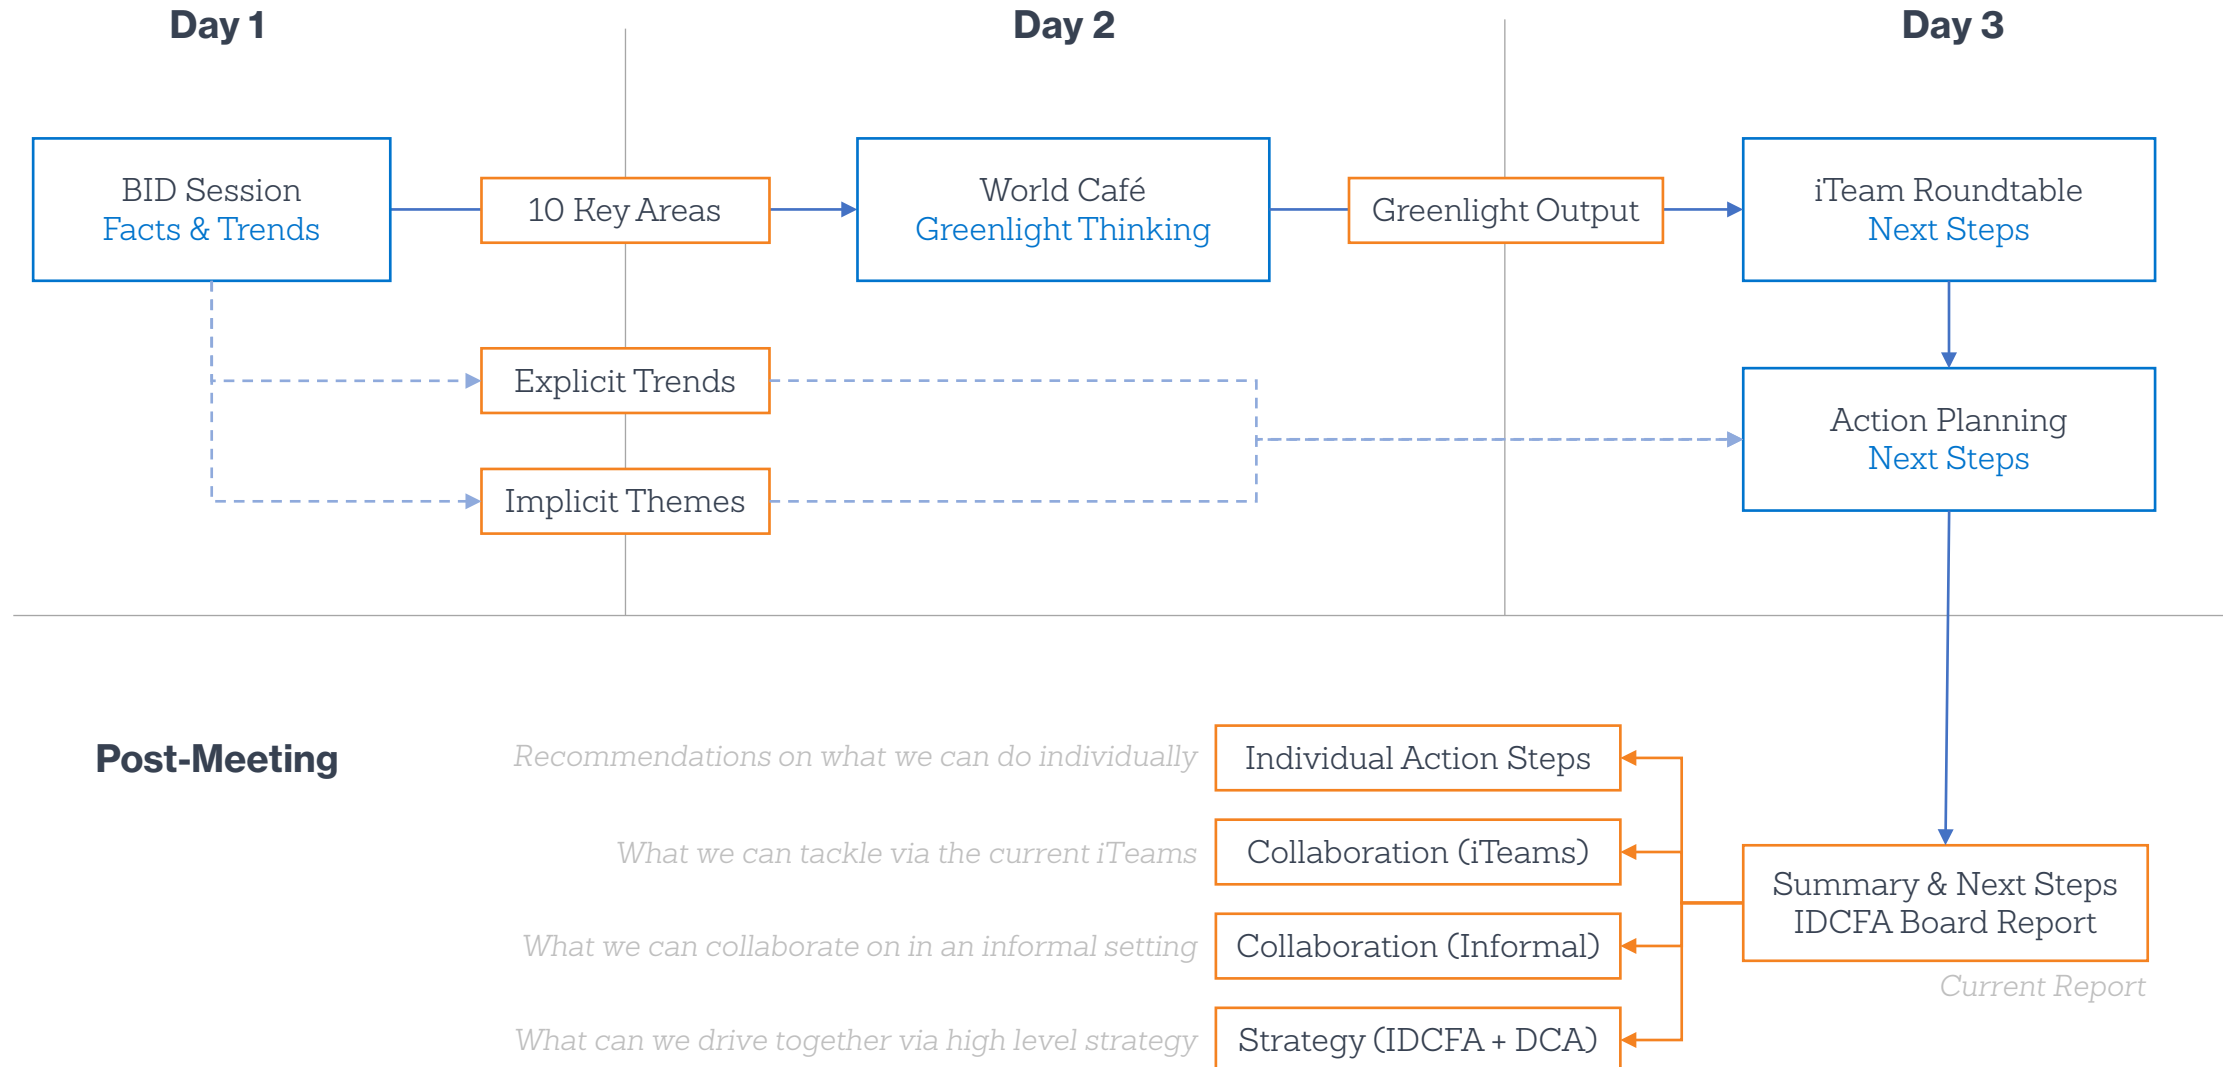 Day 1
Day 2
Day 3
BID Session
Facts & Trends
10 Key Areas
World Café
Greenlight Thinking
Greenlight Output
iTeam Roundtable
Next Steps
Explicit Trends
Implicit Themes
Action Planning
Next Steps
Post-Meeting
Recommendations on what we can do individually
Individual Action Steps
What we can tackle via the current iTeams
Collaboration (iTeams)
What we can collaborate on in an informal setting
Collaboration (Informal)
What can we drive together via high level strategy
Strategy (IDCFA + DCA)
Summary & Next Steps
IDCFA Board Report
Current Report